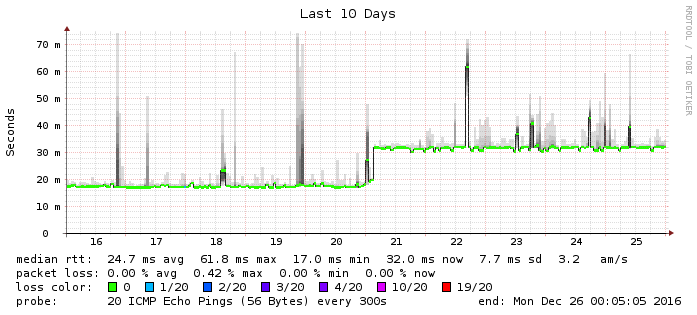 Last 10 Days
RRDTOOL / TOBI OETIKER
Seconds
70 m
60 m
50 m
40 m
30 m
20 m
10 m
0
16 17 18 19 20 21 22 23 24 25
median rtt: 24.7 ms avg 61.8 ms max 17.0 ms min 32.0 ms now 7.7 ms sd 3.2 am/s
packet loss: 0.00 % avg 0.42 % max 0.00 % min 0.00 % now
loss color: 0 1/20 2/20 3/20 4/20 10/20 19/20
probe: 20 ICMP Echo Pings (56 Bytes) every 300s end: Mon Dec 26 00:05:05 2016